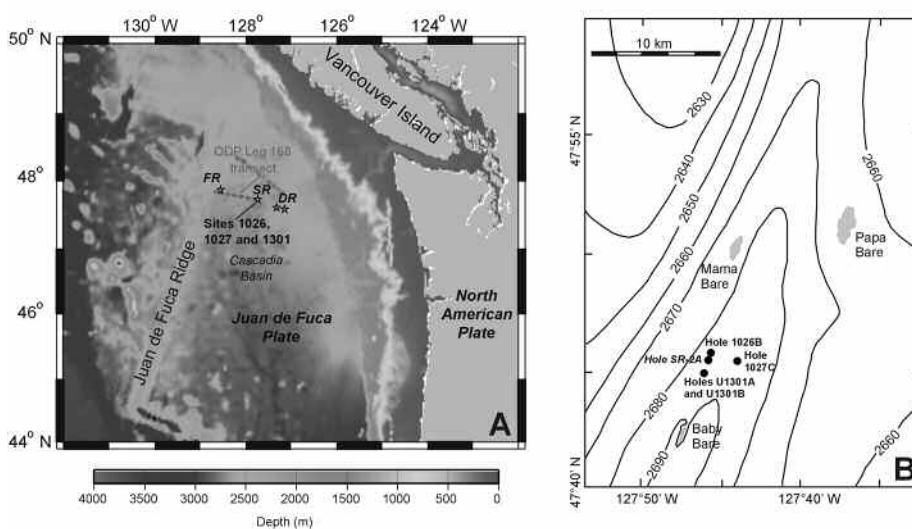 130° W
128° W
126° W
124° W
50° N
48° N
46° N
44° N
Vancouver Island
ODP Leg 168
transect
FR
SR
DR
Sites 1026,
1027 and 1301
Cascadia
Basin
Juan de Fuca Ridge
Juan de Fuca
Plate
North
American
Plate
A
4000 3500 3000 2500 2000 1500 1000 500 0
Depth (m)
10 km
47°55' N
47°40' N
2630
2640
2650
2660
2670
2680
2690
2660
2660
Papa
Bare
Mama
Bare
Hole 1026B
Hole SR-2A
Hole
1027C
Holes U1301A
and U1301B
Baby
Bare
B
127°50' W
127°40' W